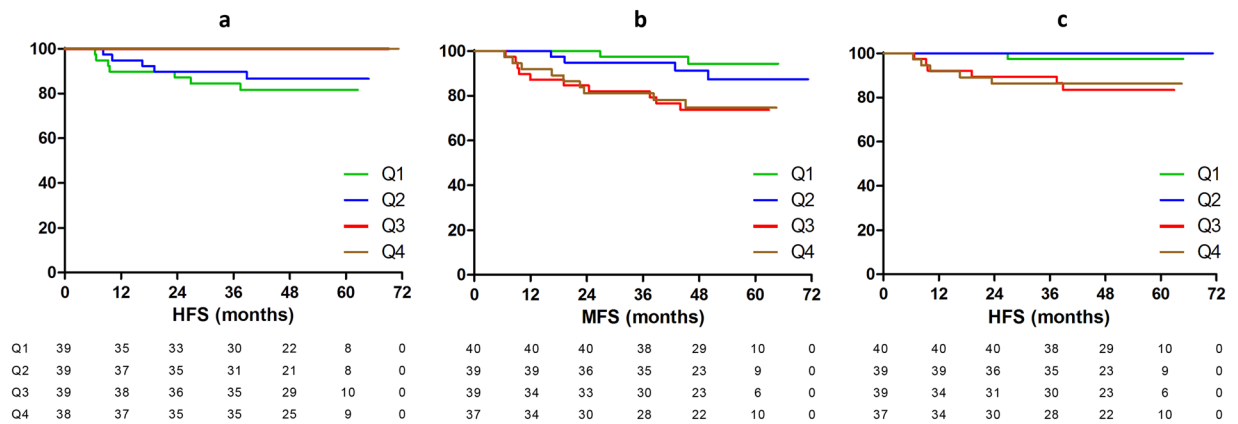 a
b
c
100
80
60
40
20
0
0 12 24 36 48 60 72
HFS (months)
Q1
Q2
Q3
Q4
100
80
60
40
20
0
0 12 24 36 48 60 72
MFS (months)
Q1
Q2
Q3
Q4
100
80
60
40
20
0
0 12 24 36 48 60 72
HFS (months)
Q1
Q2
Q3
Q4
Q1 39 35 33 30 22 8 0 40 40 40 38 29 10 0 40 40 40 38 29 10 0
Q2 39 37 35 31 21 8 0 39 39 36 35 23 9 0 39 39 36 35 23 9 0
Q3 39 38 36 35 29 10 0 39 34 33 30 23 6 0 39 34 31 30 23 6 0
Q4 38 37 35 35 25 9 0 37 34 30 28 22 10 0 37 34 30 28 22 10 0